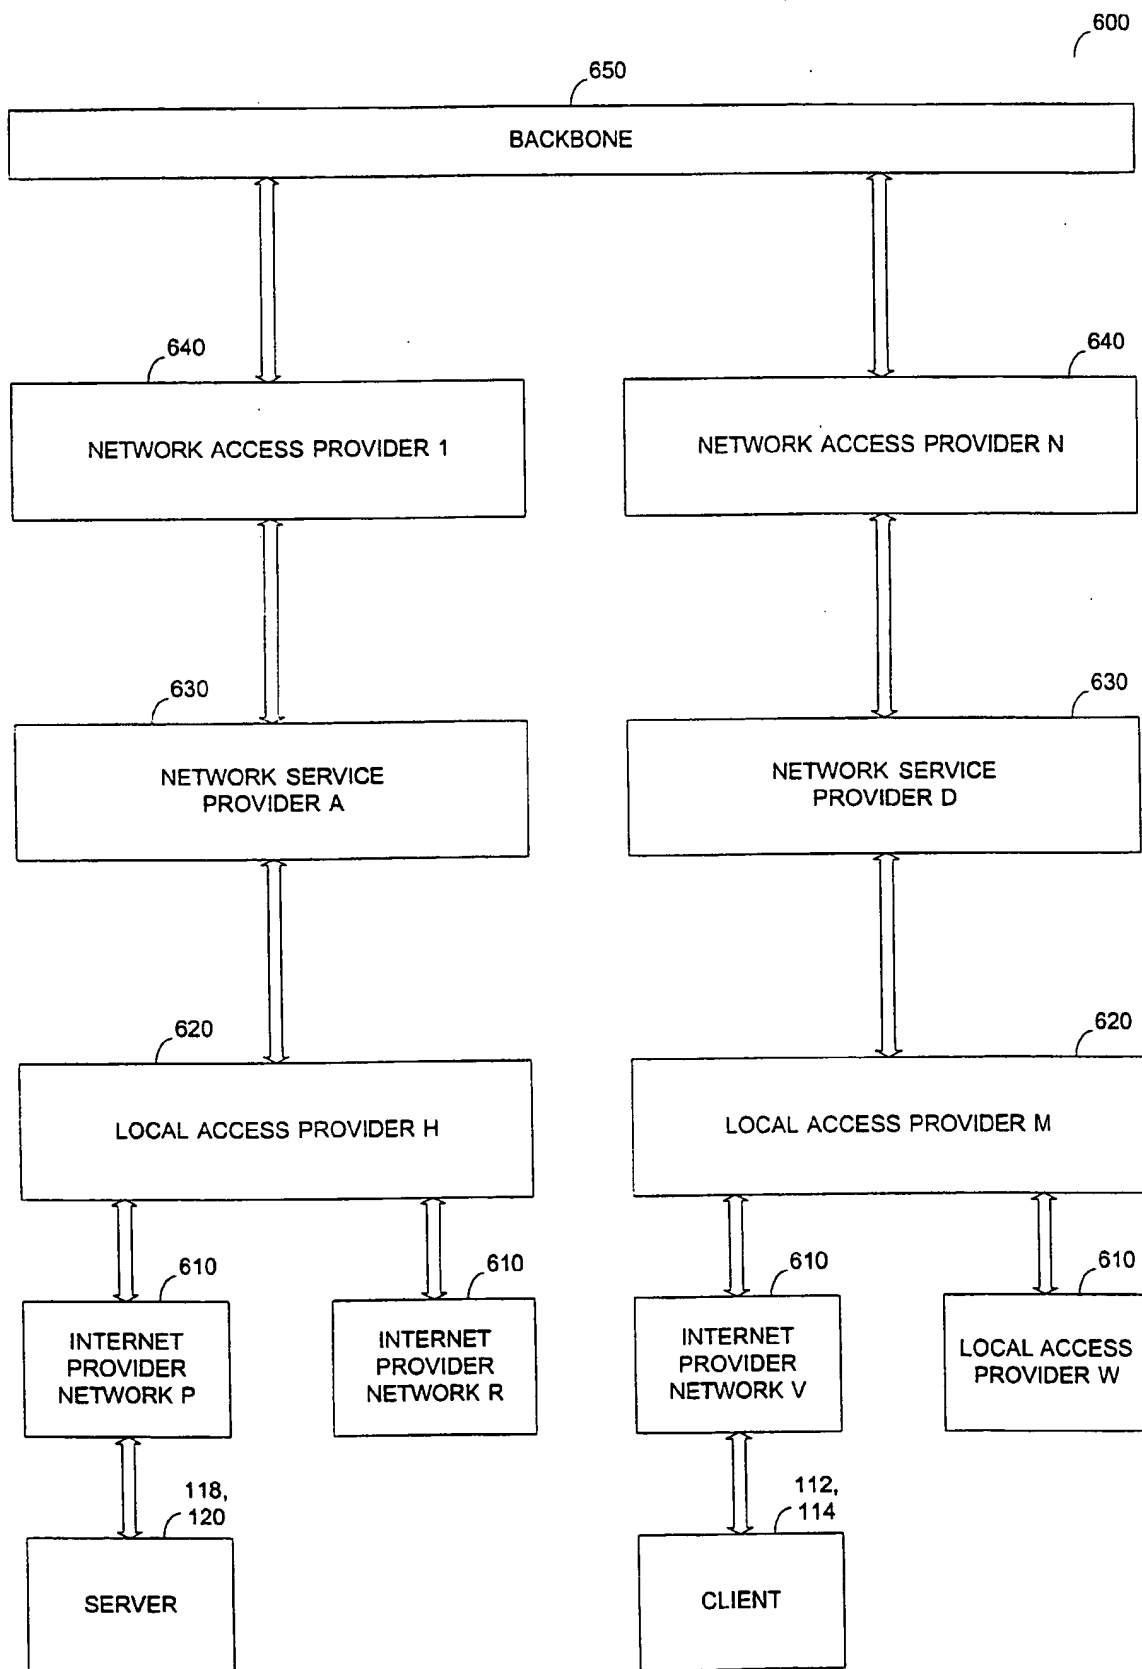 600
650
BACKBONE
640
640
NETWORK ACCESS PROVIDER 1
NETWORK ACCESS PROVIDER N
630
630
NETWORK SERVICE
PROVIDER A
NETWORK SERVICE
PROVIDER D
620
620
LOCAL ACCESS PROVIDER H
LOCAL ACCESS PROVIDER M
610
610
610
610
INTERNET
PROVIDER
NETWORK P
INTERNET
PROVIDER
NETWORK R
INTERNET
PROVIDER
NETWORK V
LOCAL ACCESS
PROVIDER W
118,
120
112,
114
SERVER
CLIENT